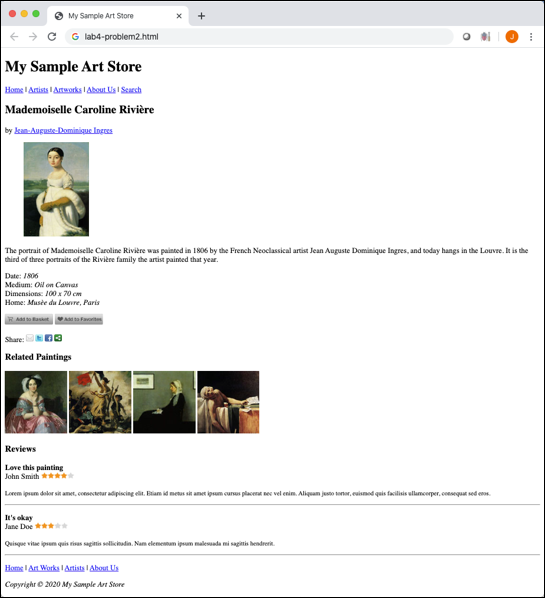 My Sample Art Store
lab4-problem2.html
J
My Sample Art Store
Home | Artists | Artworks | About Us | Search
Mademoiselle Caroline Rivière
by Jean-Auguste-Dominique Ingres
The portrait of Mademoiselle Caroline Rivière was painted in 1806 by the French Neoclassical artist Jean Auguste Dominique Ingres, and today hangs in the Louvre. It is the
third of three portraits of the Rivière family the artist painted that year.
Date: 1806
Medium: Oil on Canvas
Dimensions: 100 x 70 cm
Home: Musée du Louvre, Paris
Add to Basket Add to Favorites
Share:
Related Paintings
Reviews
Love this painting
John Smith
Lorem ipsum dolor sit amet, consectetur adipiscing elit. Etiam id metus sit amet ipsum cursus placerat nec vel enim. Aliquam justo tortor, euismod quis facilisis ullamcorper, consequat sed eros.
It's okay
Jane Doe
Quisque vitae ipsum quis risus sagittis sollicitudin. Nam elementum ipsum malesuada mi sagittis hendrerit.
Home | Art Works | Artists | About Us
Copyright © 2020 My Sample Art Store